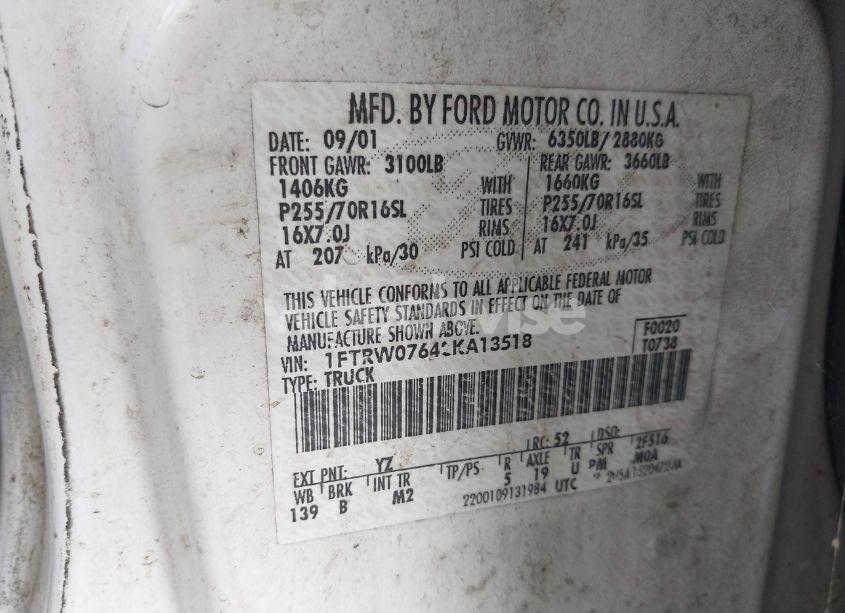 MFD. BY FORD MOTOR CO. IN U.S.A.
DATE: 09/01 GVWR: 6350LB/ 2880KG
FRONT GAWR: 3100LB REAR GAWR: 3660LB
1406KG WITH 1660KG WITH
P255/70R16SL TIRES P255/70R16SL TIRES
16X7.0J RIMS 16X7.0J RIMS
AT 207 kPa/30 PSI COLD AT 241 kPa/35 PSI COLD
THIS VEHICLE CONFORMS TO ALL APPLICABLE FEDERAL MOTOR
VEHICLE SAFETY STANDARDS IN EFFECT ON THE DATE OF
MANUFACTURE SHOWN ABOVE.
VIN: F0020
TYPE: TRUCK T0738
EXT PNT: YZ RC: 52 DSO: 2F516
WB BRK INT TR TP/PS R AXLE TR SPR
139 B M2 5 19 U PM M0A
2200109131984 UTC